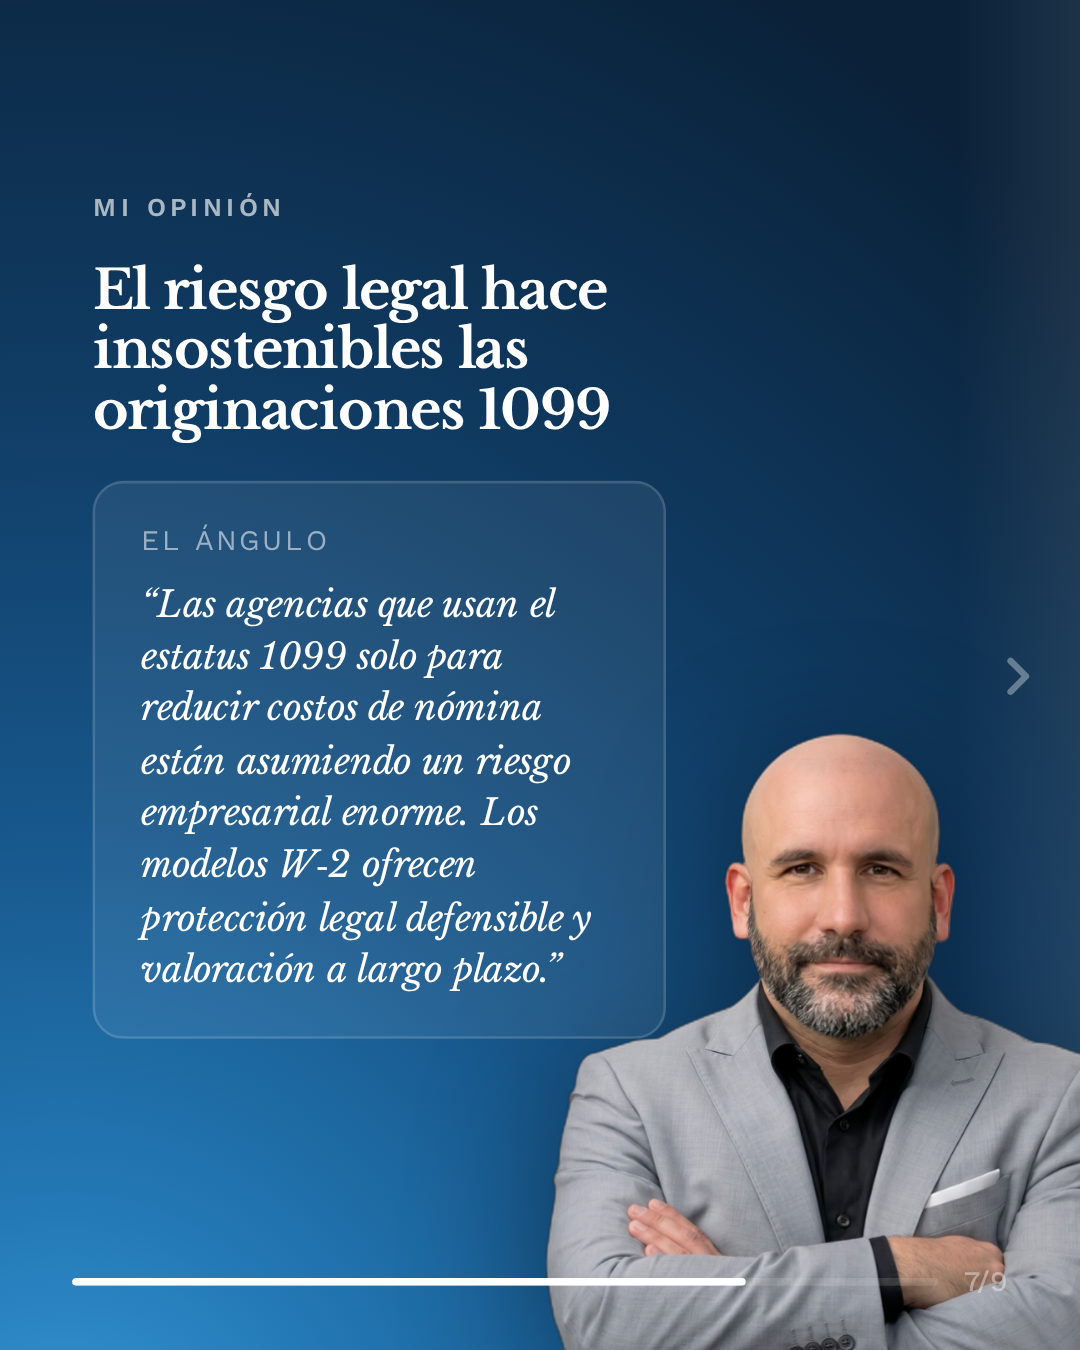 MI OPINIÓN
El riesgo legal hace
insostenibles las
originaciones 1099
EL ÁNGULO
“Las agencias que usan el
estatus 1099 solo para
reducir costos de nómina
están asumiendo un riesgo
empresarial enorme. Los
modelos W-2 ofrecen
protección legal defensible y
valoración a largo plazo.”
7/9